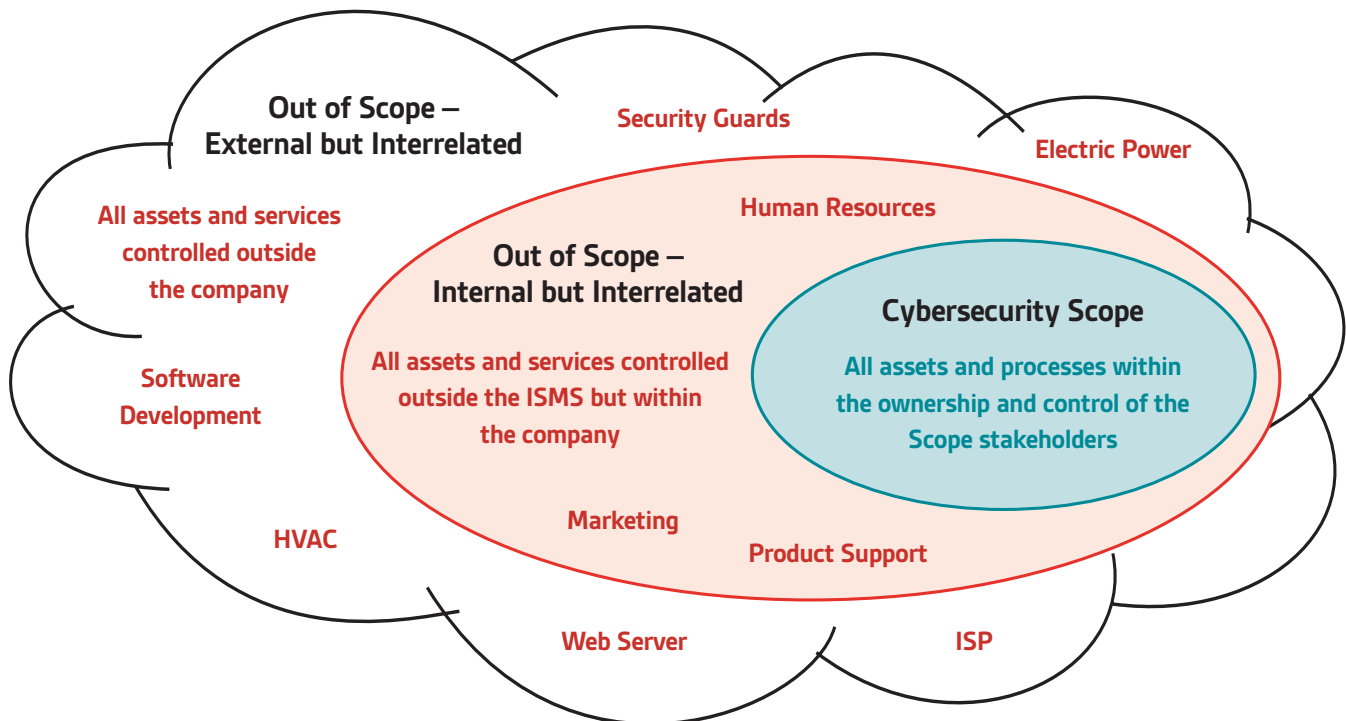 Out of Scope –
External but Interrelated
Security Guards
Electric Power
All assets and services
controlled outside
the company
Human Resources
Out of Scope –
Internal but Interrelated
Cybersecurity Scope
All assets and services controlled
outside the ISMS but within
the company
All assets and processes within
the ownership and control of the
Scope stakeholders
Software
Development
Marketing
HVAC
Product Support
Web Server
ISP